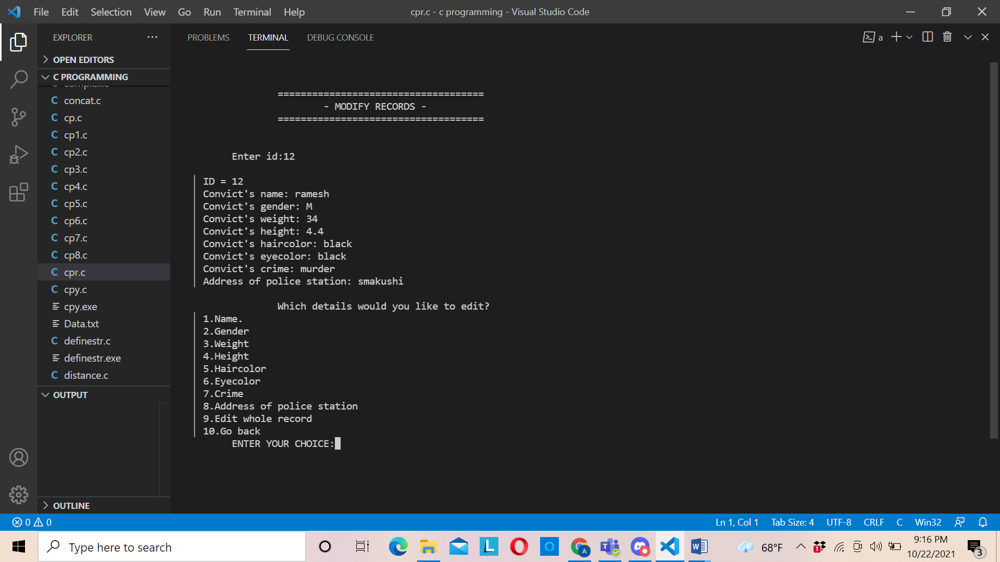 File Edit Selection View Go Run Terminal Help
cpr.c - c programming - Visual Studio Code
EXPLORER
OPEN EDITORS
C PROGRAMMING
complex.c
concat.c
cp.c
cp1.c
cp2.c
cp3.c
cp4.c
cp5.c
cp6.c
cp7.c
cp8.c
cpr.c
cpy.c
cpy.exe
Data.txt
definestr.c
definestr.exe
distance.c
OUTPUT
OUTLINE
PROBLEMS TERMINAL DEBUG CONSOLE
a
====================================
- MODIFY RECORDS -
====================================
Enter id:12
ID = 12
Convict's name: ramesh
Convict's gender: M
Convict's weight: 34
Convict's height: 4.4
Convict's haircolor: black
Convict's eyecolor: black
Convict's crime: murder
Address of police station: smakushi
Which details would you like to edit?
1.Name.
2.Gender
3.Weight
4.Height
5.Haircolor
6.Eyecolor
7.Crime
8.Address of police station
9.Edit whole record
10.Go back
ENTER YOUR CHOICE:
0 0
Ln 1, Col 1 Tab Size: 4 UTF-8 CRLF C Win32
Type here to search
68°F
9:16 PM
10/22/2021
3